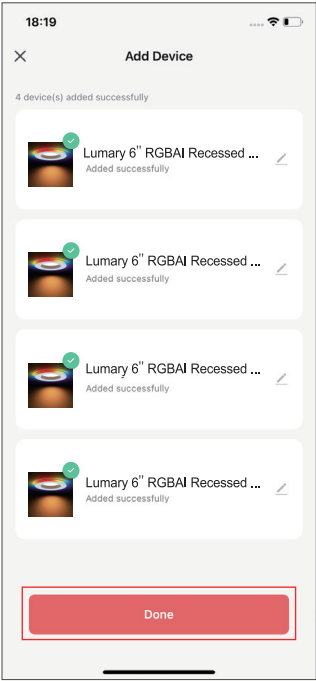 18:19
Add Device
4 device(s) added successfully
Lumary 6" RGBAI Recessed ...
Added successfully
Lumary 6" RGBAI Recessed ...
Added successfully
Lumary 6" RGBAI Recessed ...
Added successfully
Lumary 6" RGBAI Recessed ...
Added successfully
Done